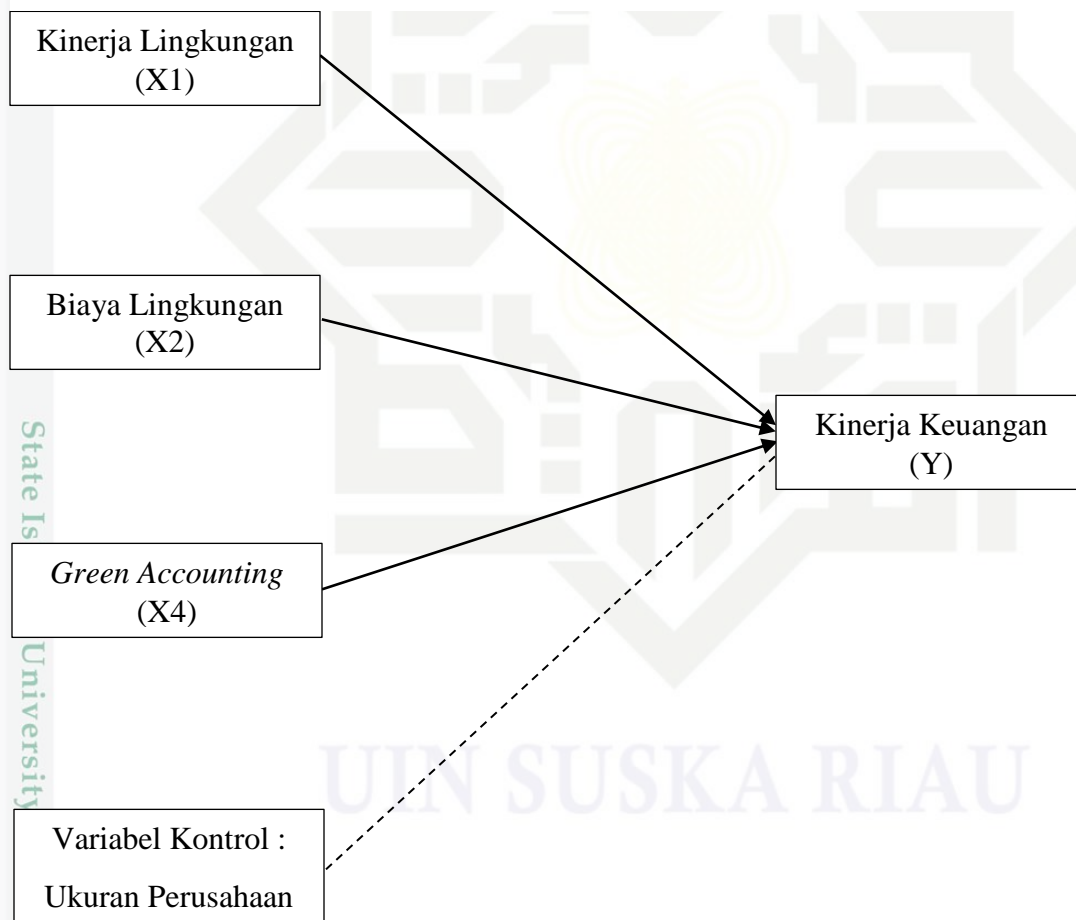 Kinerja Lingkungan
(X1)
Biaya Lingkungan
(X2)
Kinerja Keuangan
(Y)
Green Accounting
(X4)
Variabel Kontrol :
Ukuran Perusahaan
State Is
University
UIN SUSKA RIAU